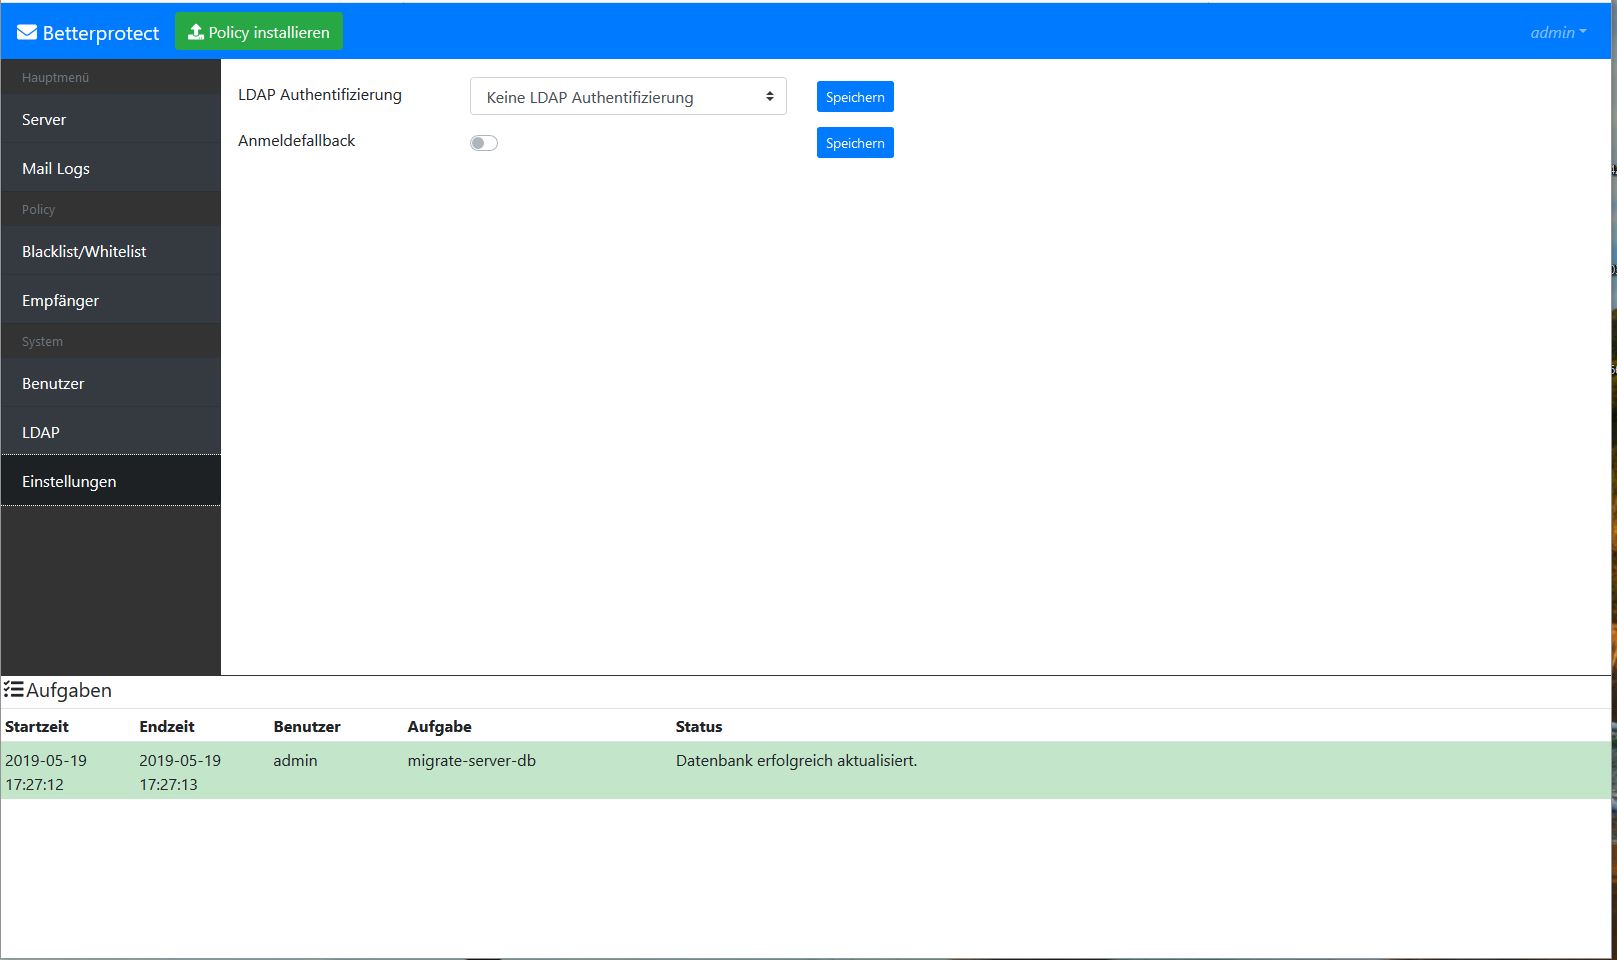 Betterprotect
Policy installieren
admin
Hauptmenü
Server
Mail Logs
Policy
Blacklist/Whitelist
Empfänger
System
Benutzer
LDAP
Einstellungen
LDAP Authentifizierung
Keine LDAP Authentifizierung
Speichern
Anmeldefallback
Speichern
Aufgaben
Startzeit Endzeit Benutzer Aufgabe Status
2019-05-19 2019-05-19 admin migrate-server-db Datenbank erfolgreich aktualisiert.
17:27:12 17:27:13